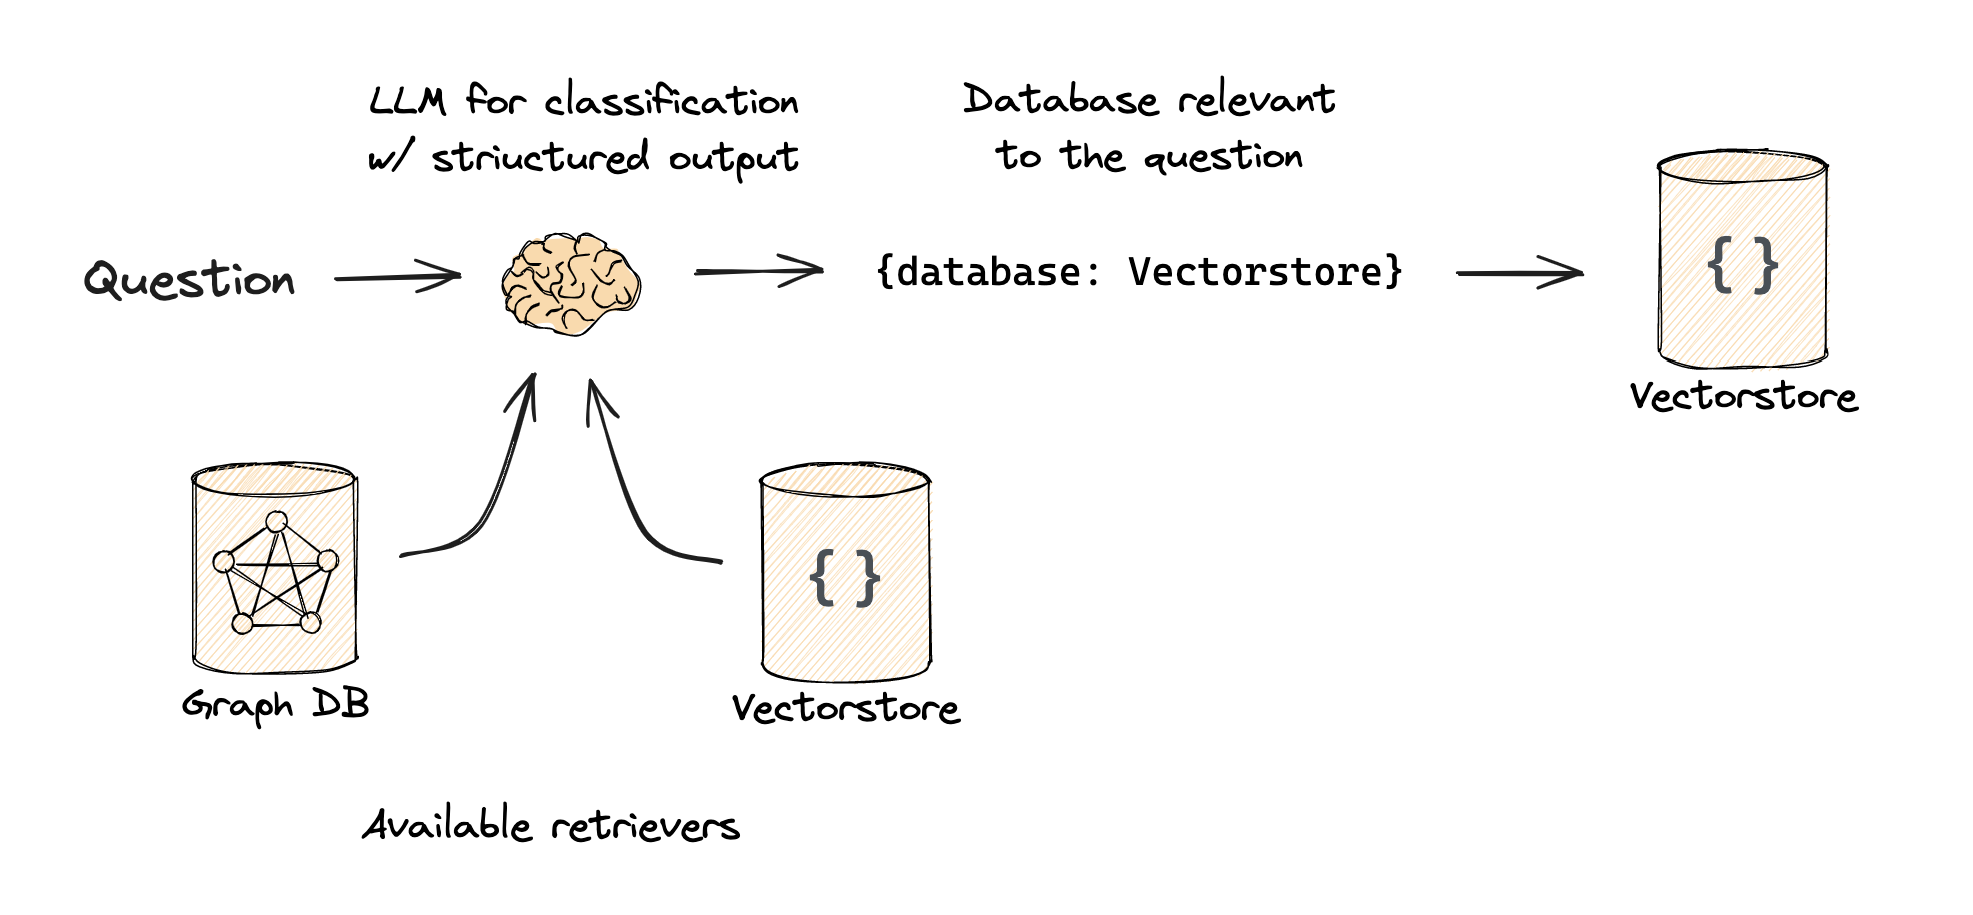 LLM for classification
w/ striuctured output
Database relevant
to the question
Question
{database: Vectorstore}
{ }
Vectorstore
{ }
Graph DB
Vectorstore
Available retrievers